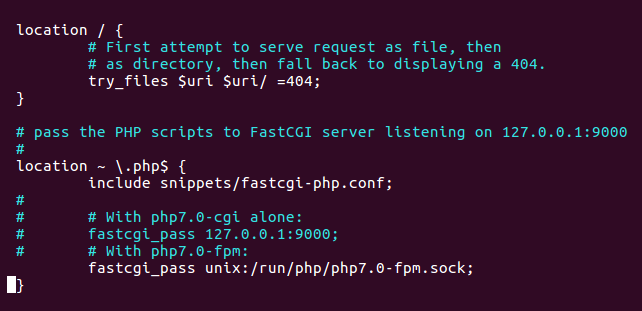 location / {
        # First attempt to serve request as file, then
        # as directory, then fall back to displaying a 404.
        try_files $uri $uri/ =404;
}

# pass the PHP scripts to FastCGI server listening on 127.0.0.1:9000
#
location ~ \.php$ {
        include snippets/fastcgi-php.conf;
#
#       # With php7.0-cgi alone:
#       fastcgi_pass 127.0.0.1:9000;
#       # With php7.0-fpm:
        fastcgi_pass unix:/run/php/php7.0-fpm.sock;
}